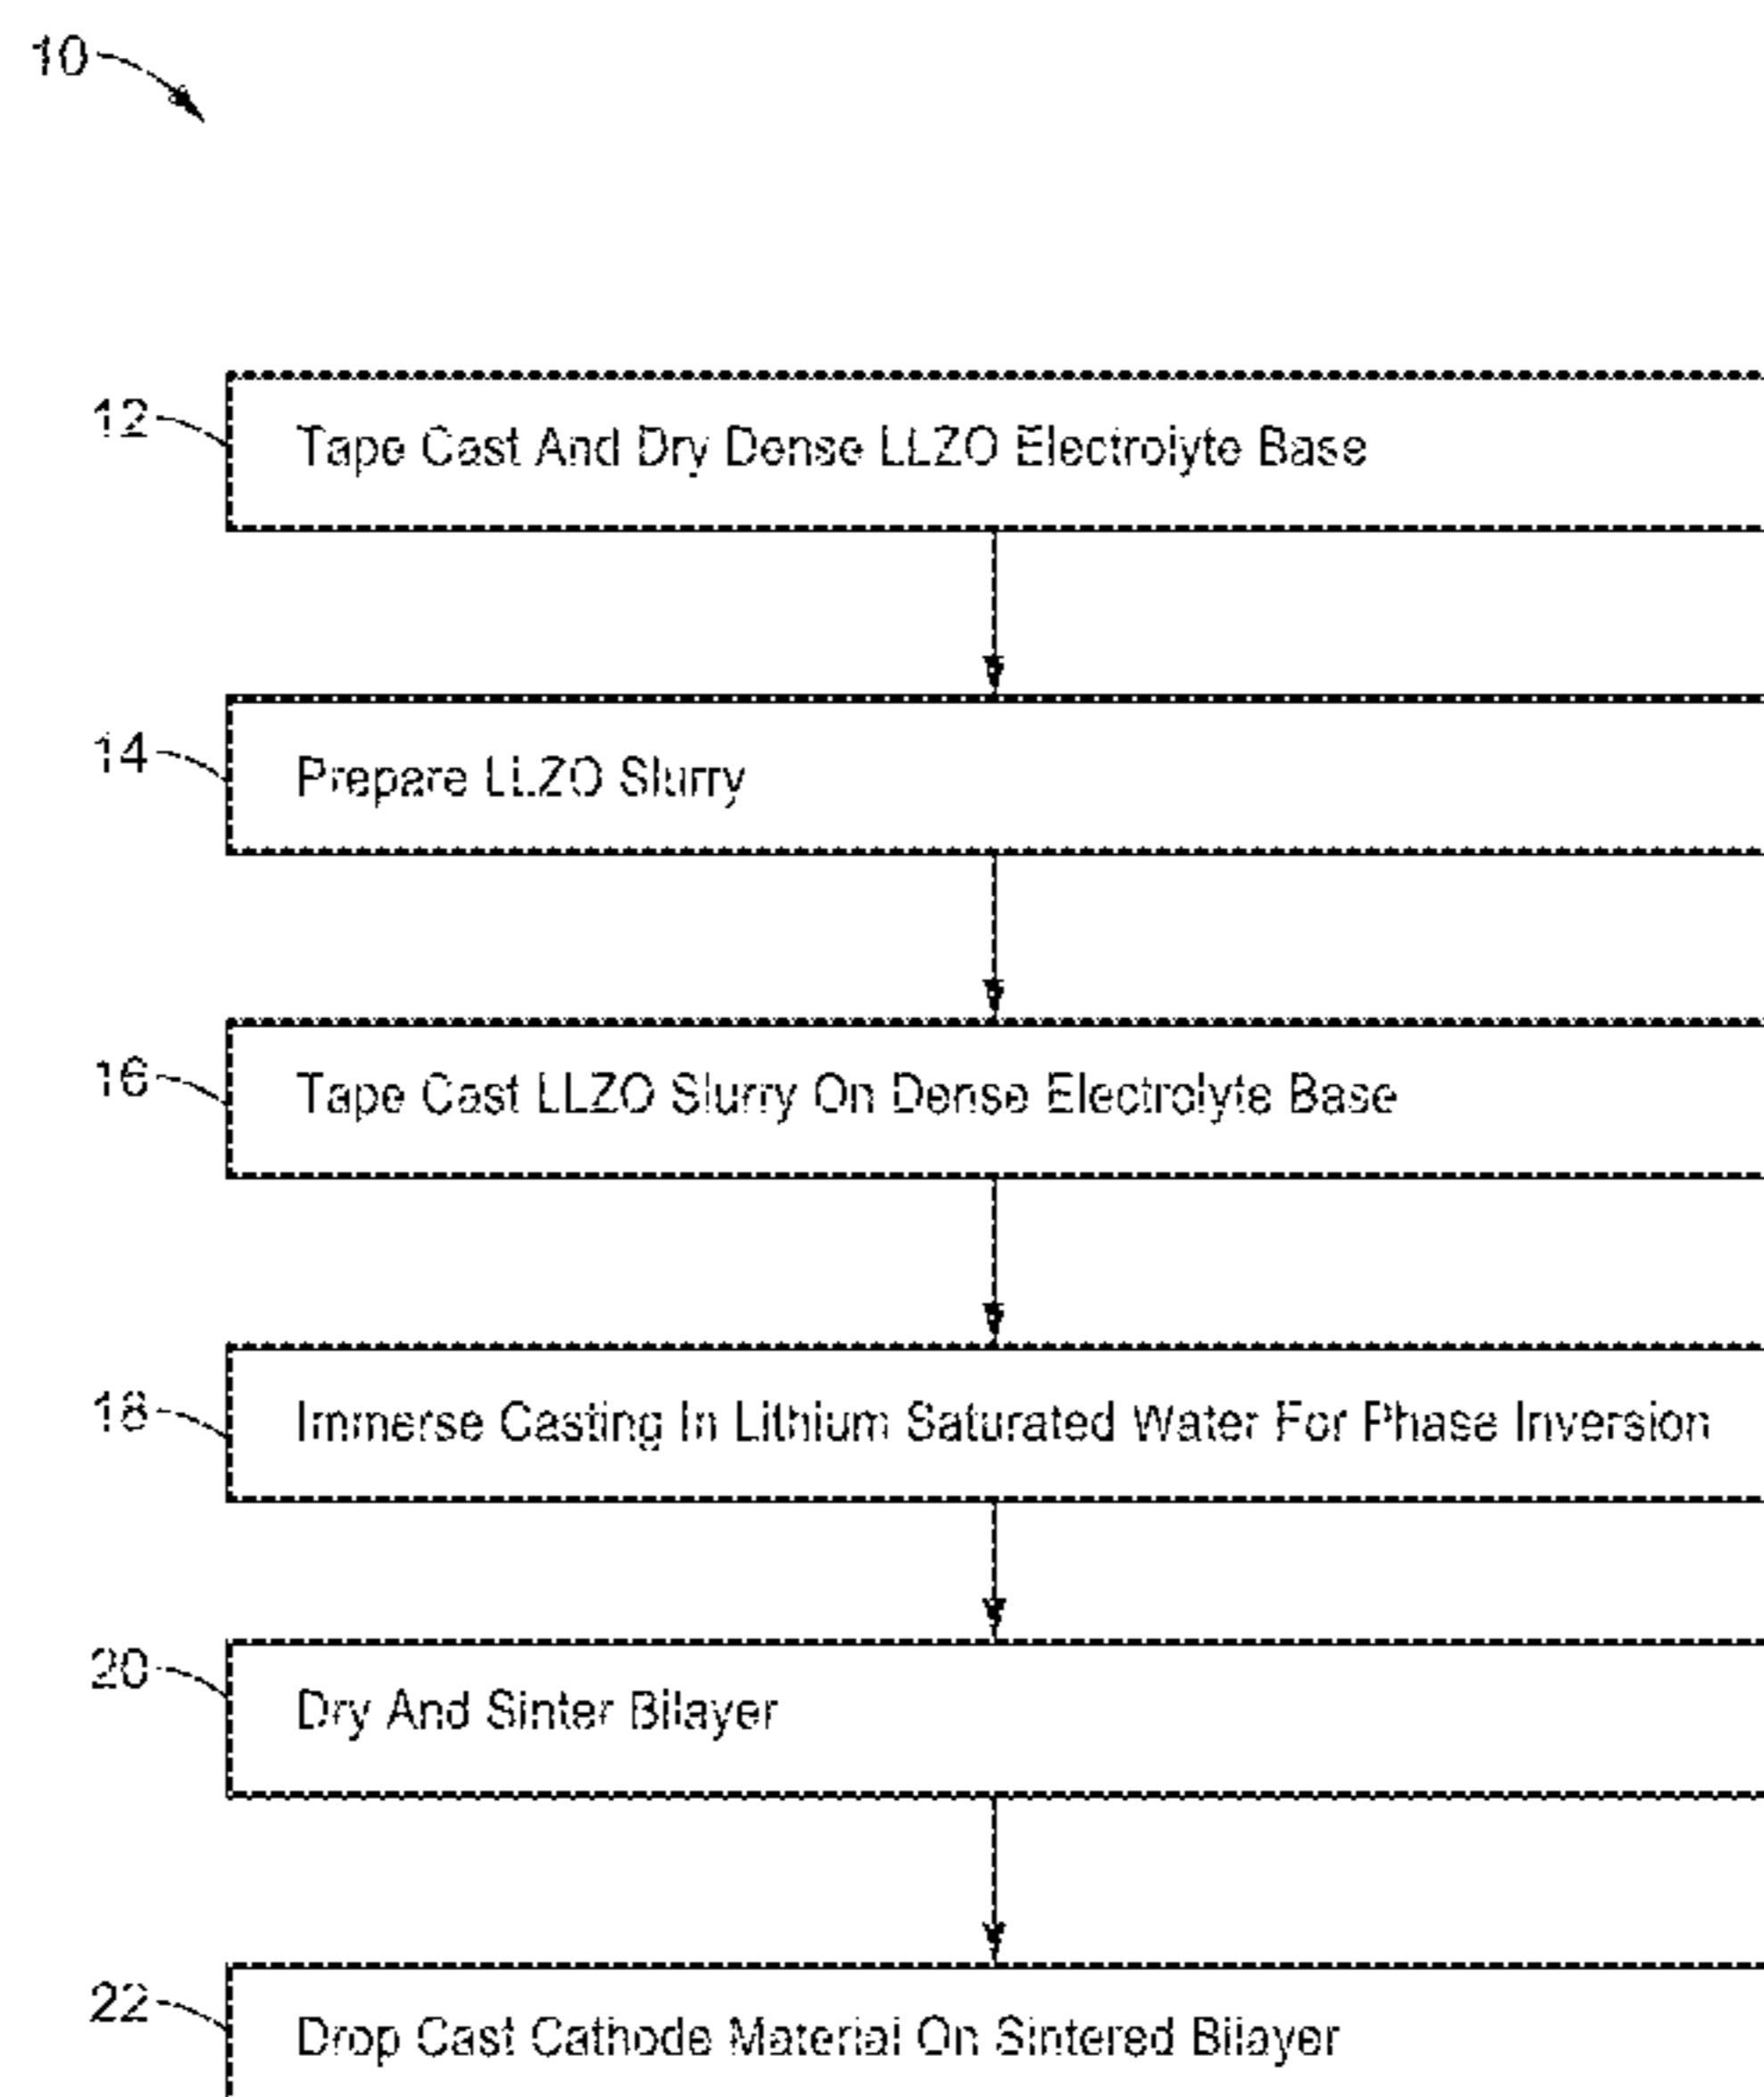 10
12
Tape Cast And Dry Dense LLZO Electrolyte Base
14
Prepare LLZO Slurry
16
Tape Cast LLZO Slurry On Dense Electrolyte Base
18
Immerse Casting In Lithium Saturated Water For Phase Inversion
20
Dry And Sinter Bilayer
22
Drop Cast Cathode Material On Sintered Bilayer